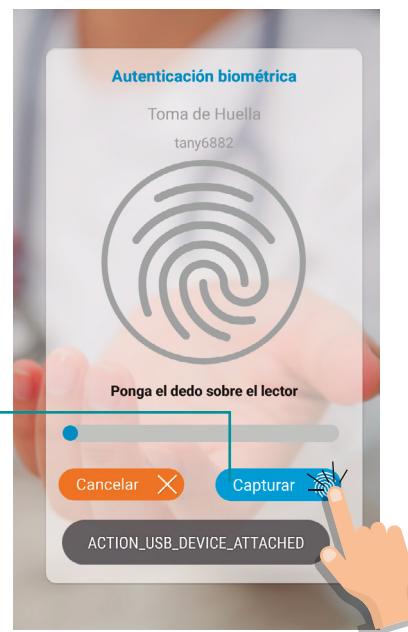 Autenticación biométrica
Toma de Huella
tany6882
Ponga el dedo sobre el lector
Cancelar
Capturar
ACTION_USB_DEVICE_ATTACHED